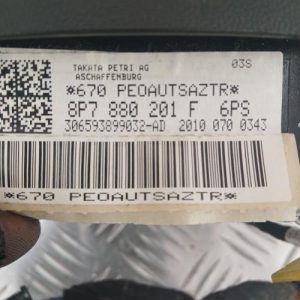 TAKATA PETRI AG 03S
ASCHAFFENBURG
*670 PEOAUTSAZTR*
8P7 880 201 F 6PS
306593899032-AD 2010 070 0343
*670 PEOAUTSAZTR*